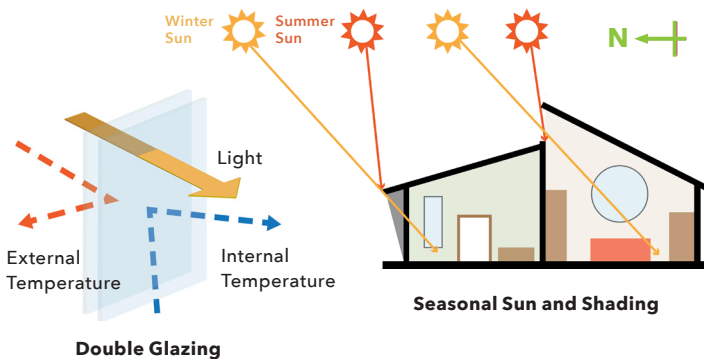 Winter
Sun
Summer
Sun
N
Light
External
Temperature
Internal
Temperature
Double Glazing
Seasonal Sun and Shading